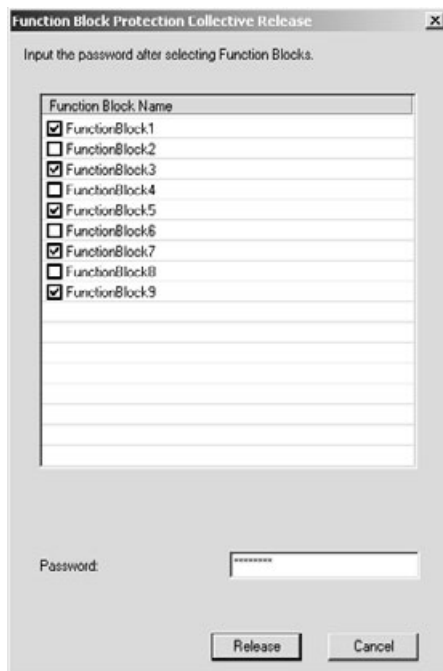 Function Block Protection Collective Release
Input the password after selecting Function Blocks.
Function Block Name
FunctionBlock1
FunctionBlock2
FunctionBlock3
FunctionBlock4
FunctionBlock5
FunctionBlock6
FunctionBlock7
FunctionBlock8
FunctionBlock9
Password: ********
Release Cancel